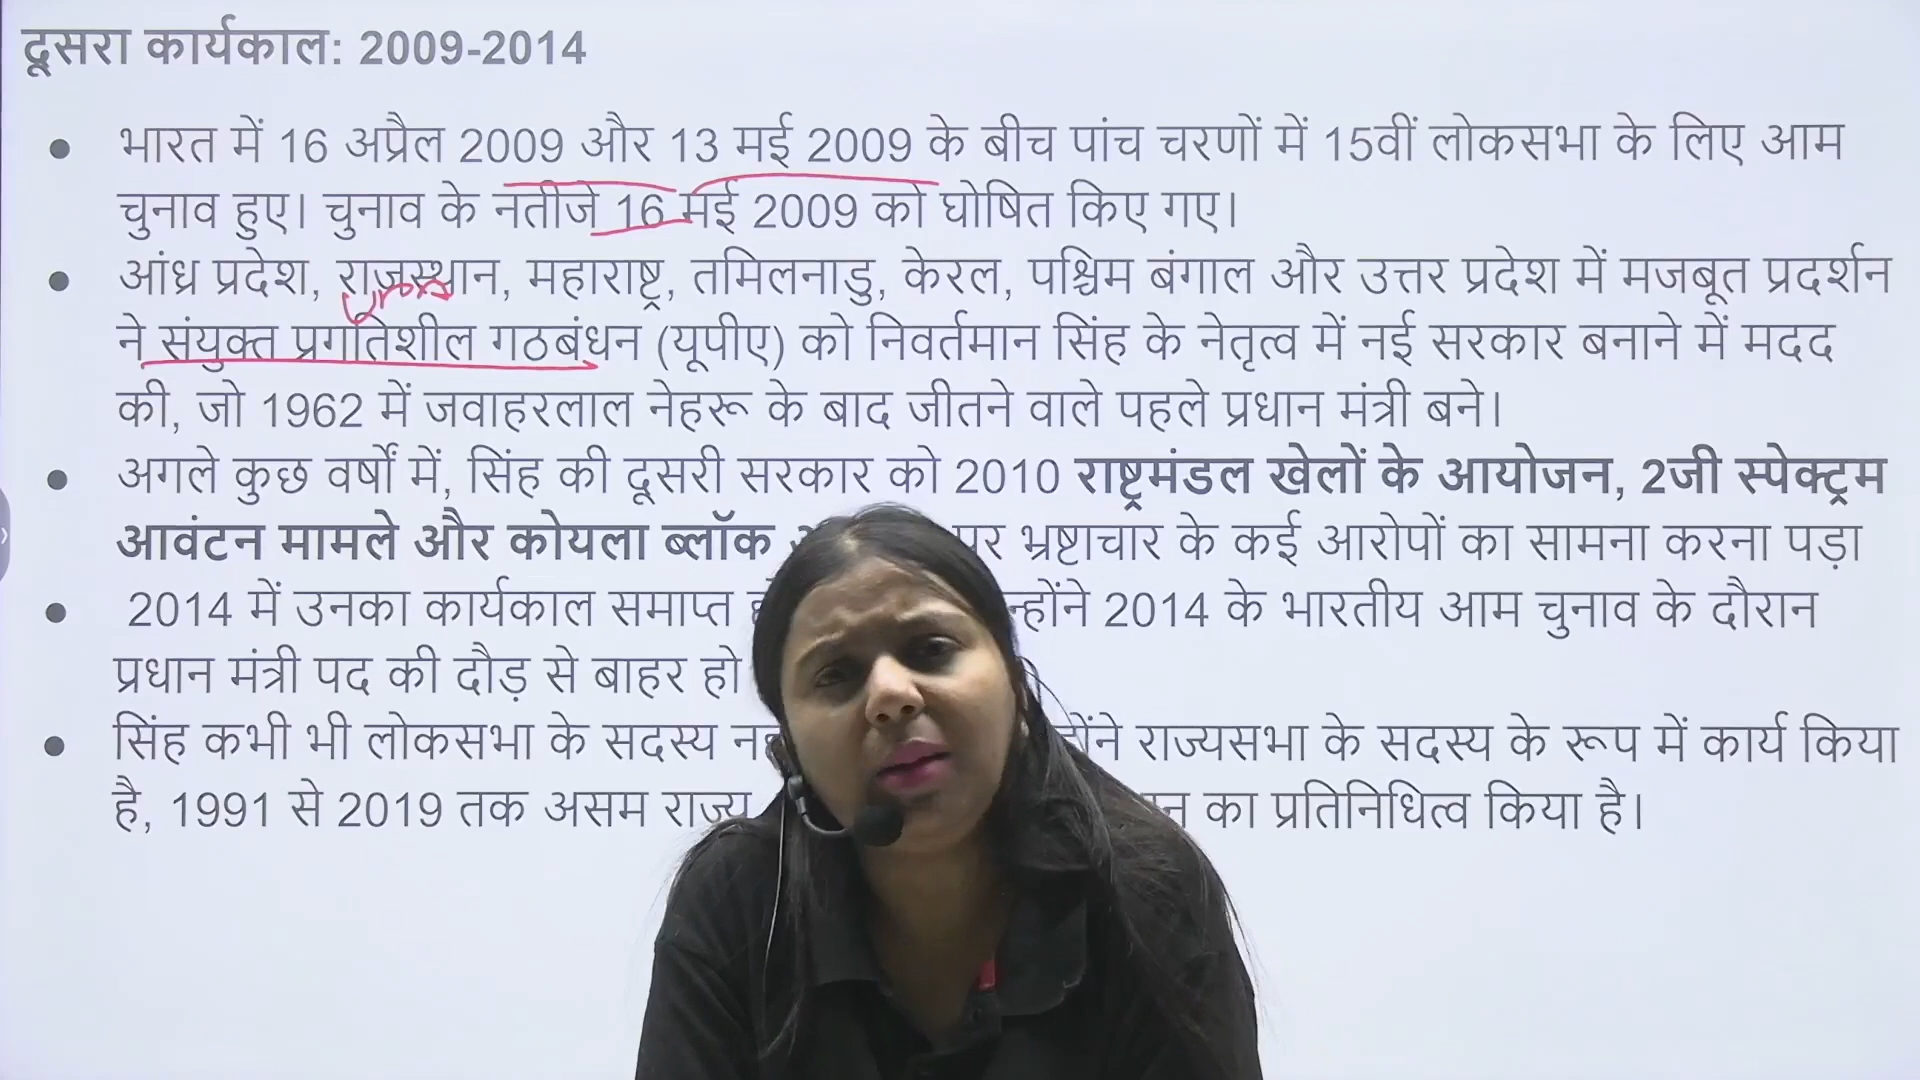 दूसरा कार्यकाल: 2009-2014
● भारत में 16 अप्रैल 2009 और 13 मई 2009 के बीच पांच चरणों में 15वीं लोकसभा के लिए आम
चुनाव हुए। चुनाव के नतीजे 16 मई 2009 को घोषित किए गए।
● आंध्र प्रदेश, राजस्थान, महाराष्ट्र, तमिलनाडु, केरल, पश्चिम बंगाल और उत्तर प्रदेश में मजबूत प्रदर्शन
ने संयुक्त प्रगतिशील गठबंधन (यूपीए) को निवर्तमान सिंह के नेतृत्व में नई सरकार बनाने में मदद
की, जो 1962 में जवाहरलाल नेहरू के बाद जीतने वाले पहले प्रधान मंत्री बने।
● अगले कुछ वर्षों में, सिंह की दूसरी सरकार को 2010 राष्ट्रमंडल खेलों के आयोजन, 2जी स्पेक्ट्रम
आवंटन मामले और कोयला ब्लॉक पर भ्रष्टाचार के कई आरोपों का सामना करना पड़ा
● 2014 में उनका कार्यकाल समाप्त 2014 के भारतीय आम चुनाव के दौरान
प्रधान मंत्री पद की दौड़ से बाहर हो
● सिंह कभी भी लोकसभा के सदस्य राज्यसभा के सदस्य के रूप में कार्य किया
है, 1991 से 2019 तक असम राज्य का प्रतिनिधित्व किया है।